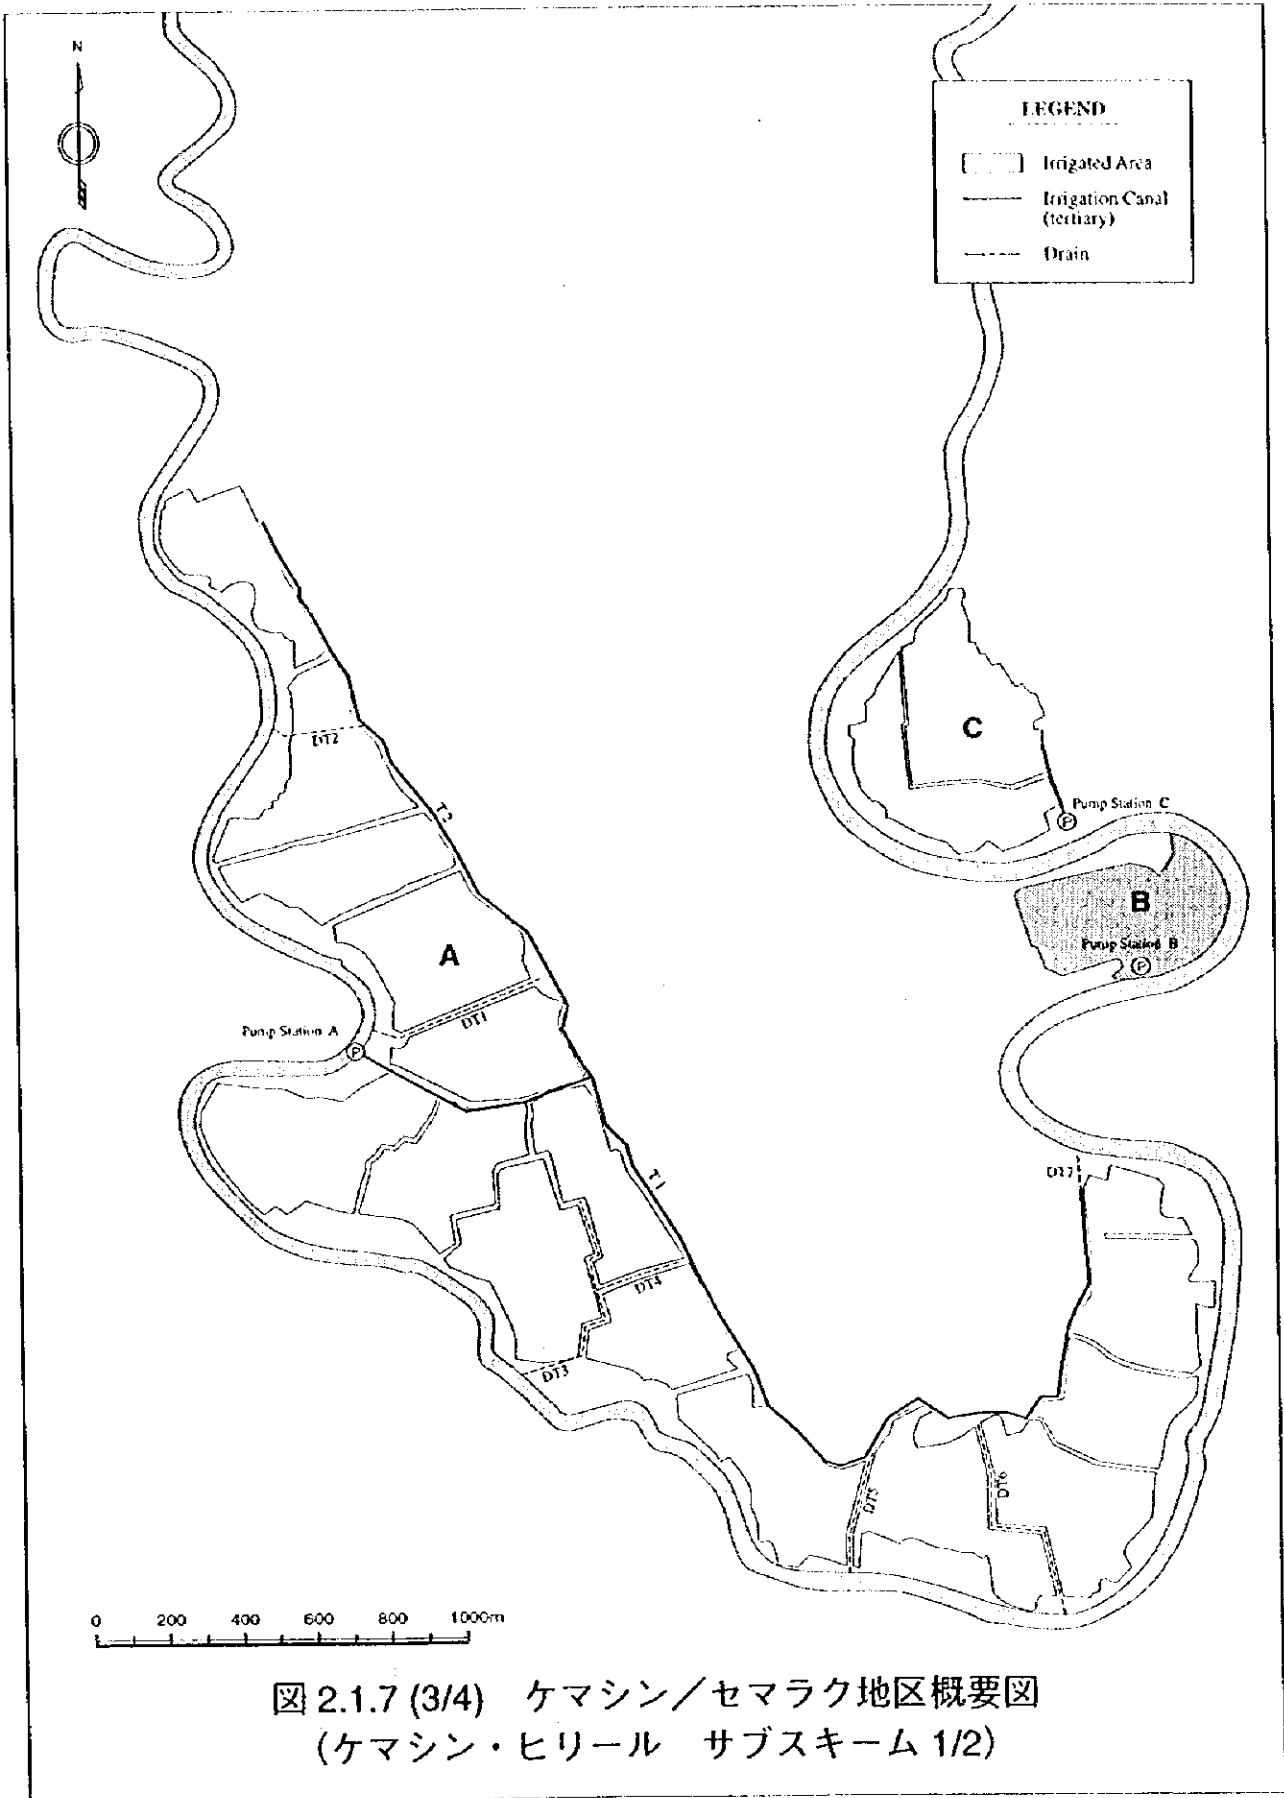 N
LEGEND
Irrigated Area
Irrigation Canal
(tertiary)
Drain
DT2
T2
C
Pump Station C
P
B
Pump Station B
P
A
DT1
Pump Station A
P
T1
DT7
DT4
DT3
DT5
DT6
0 200 400 600 800 1000m
図 2.1.7 (3/4) ケマシン／セマラク地区概要図
(ケマシン・ヒリール サブスキーム 1/2)